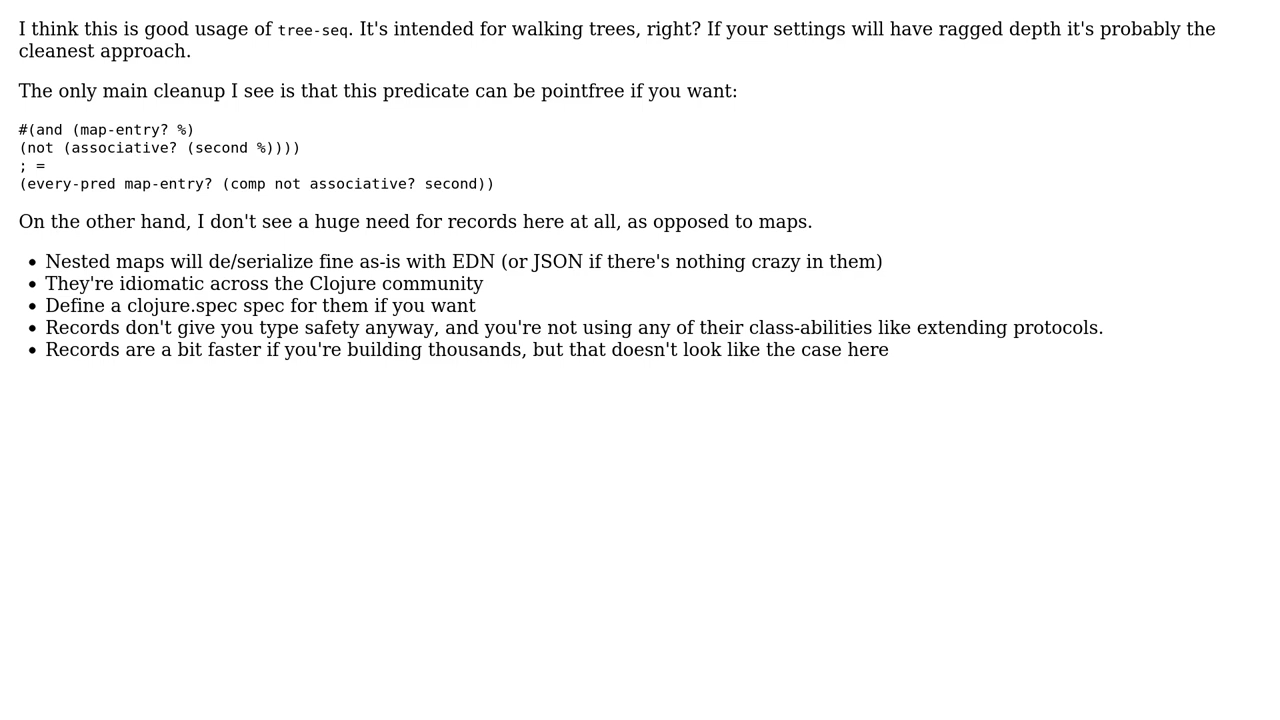 I think this is good usage of tree-seq. It's intended for walking trees, right? If your settings will have ragged depth it's probably the
cleanest approach.
The only main cleanup I see is that this predicate can be pointfree if you want:
#(and (map-entry? %)
(not (associative? (second %))))
; =
(every-pred map-entry? (comp not associative? second))
On the other hand, I don't see a huge need for records here at all, as opposed to maps.
• Nested maps will de/serialize fine as-is with EDN (or JSON if there's nothing crazy in them)
• They're idiomatic across the Clojure community
• Define a clojure.spec spec for them if you want
• Records don't give you type safety anyway, and you're not using any of their class-abilities like extending protocols.
• Records are a bit faster if you're building thousands, but that doesn't look like the case here